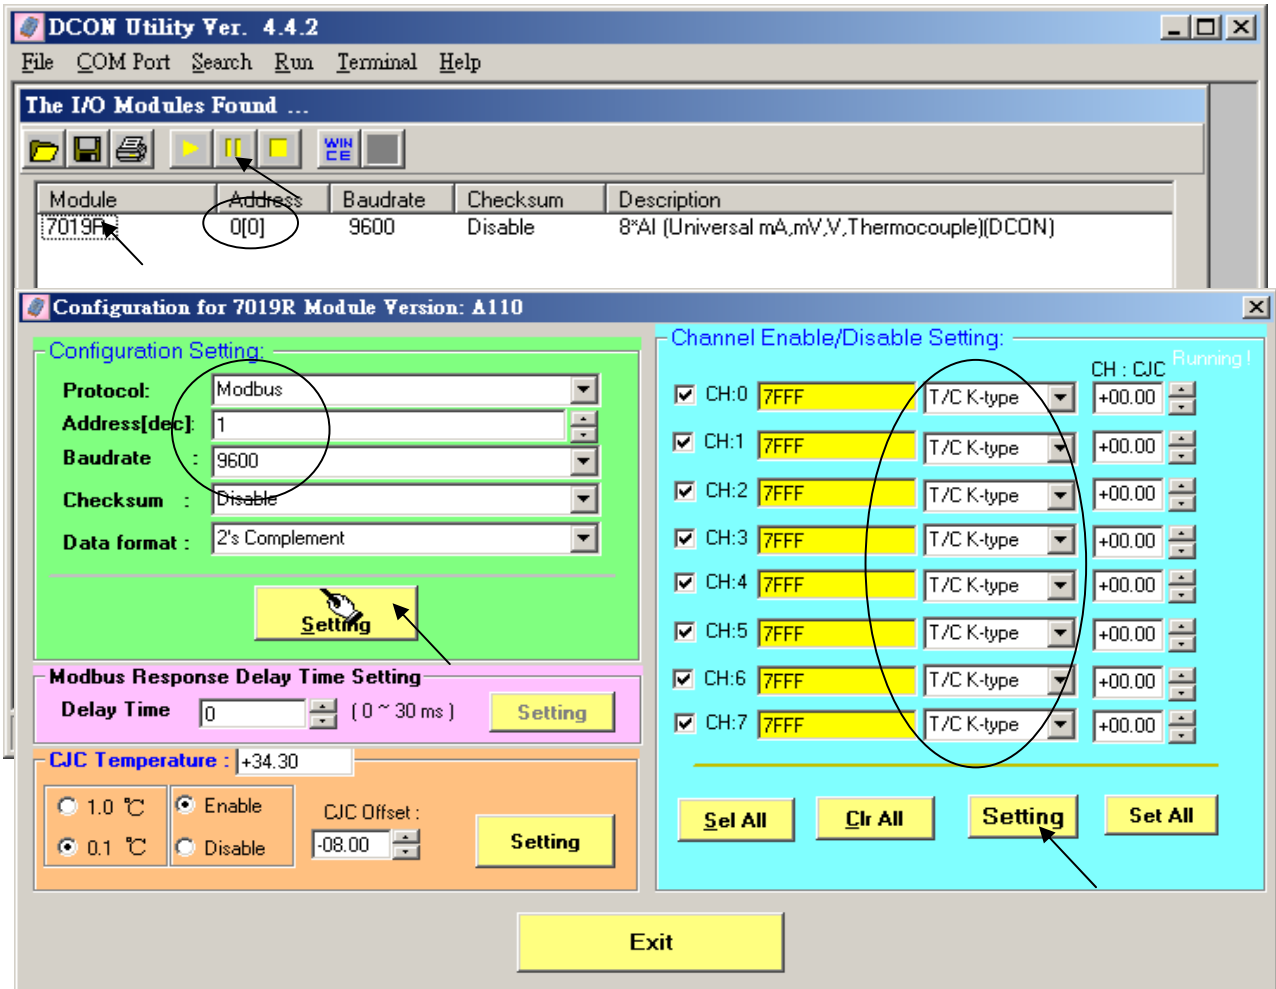 DCON Utility Ver. 4.4.2
File COM Port Search Run Terminal Help
The I/O Modules Found ...
WIN CE
Module Address Baudrate Checksum Description
7019R 0[0] 9600 Disable 8*AI (Universal mA,mV,V,Thermocouple)(DCON)
Configuration for 7019R Module Version: A110
Configuration Setting:
Protocol: Modbus
Address[dec]: 1
Baudrate : 9600
Checksum : Disable
Data format : 2's Complement
Setting
Modbus Response Delay Time Setting
Delay Time 0 ( 0 ~ 30 ms ) Setting
CJC Temperature : +34.30
1.0 ℃ Enable CJC Offset :
0.1 ℃ Disable -08.00 Setting
Channel Enable/Disable Setting:
CH : CJC Running !
CH:0 7FFF T/C K-type +00.00
CH:1 7FFF T/C K-type +00.00
CH:2 7FFF T/C K-type +00.00
CH:3 7FFF T/C K-type +00.00
CH:4 7FFF T/C K-type +00.00
CH:5 7FFF T/C K-type +00.00
CH:6 7FFF T/C K-type +00.00
CH:7 7FFF T/C K-type +00.00
Sel All Clr All Setting Set All
Exit